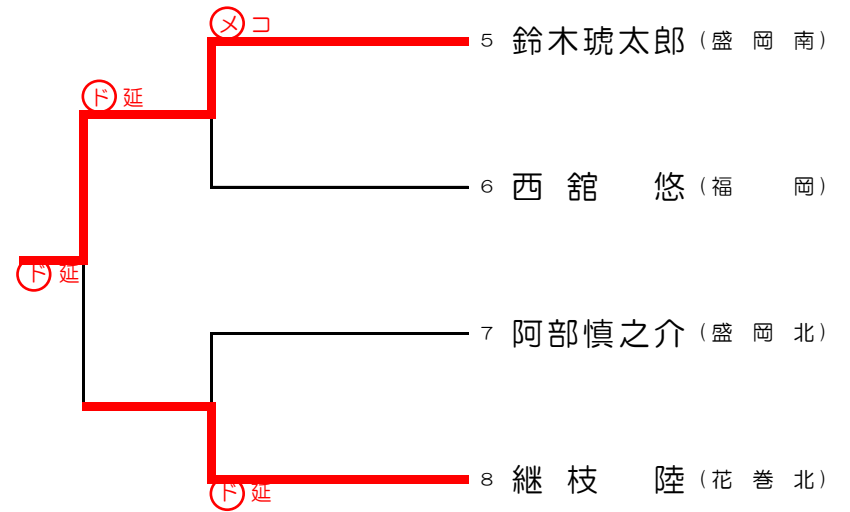 メ コ
5 鈴木琥太郎 (盛岡南)
ド 延
6 西舘 悠 (福岡)
ド 延
7 阿部慎之介 (盛岡北)
8 継枝 陸 (花巻北)
ド 延